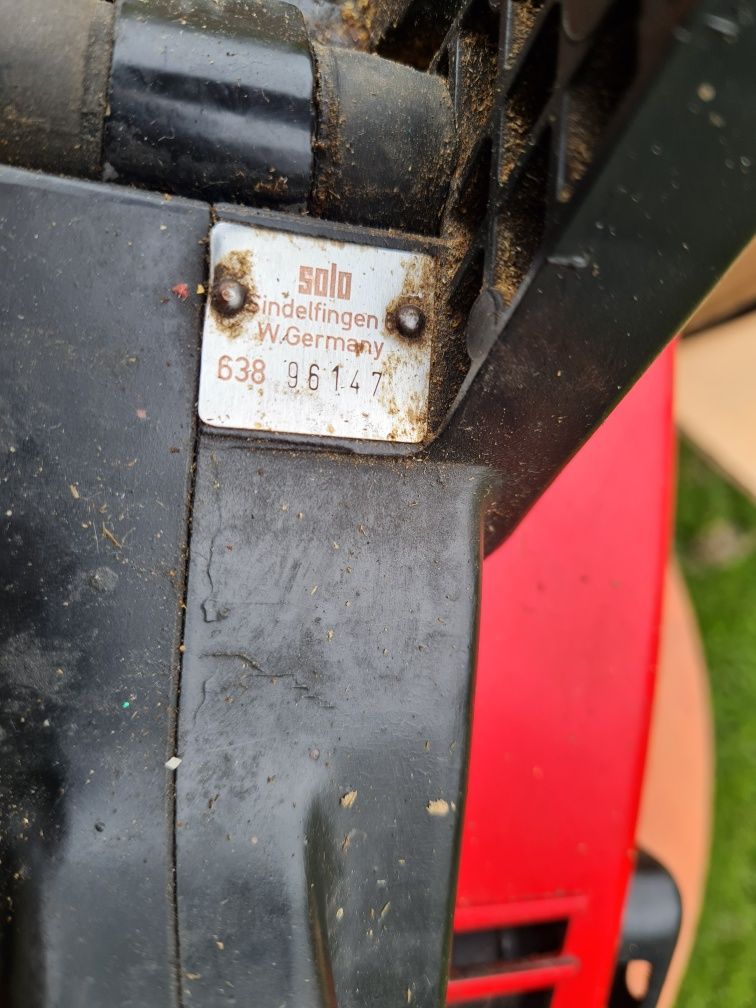 solo
Sindelfingen
W.Germany
638 96147